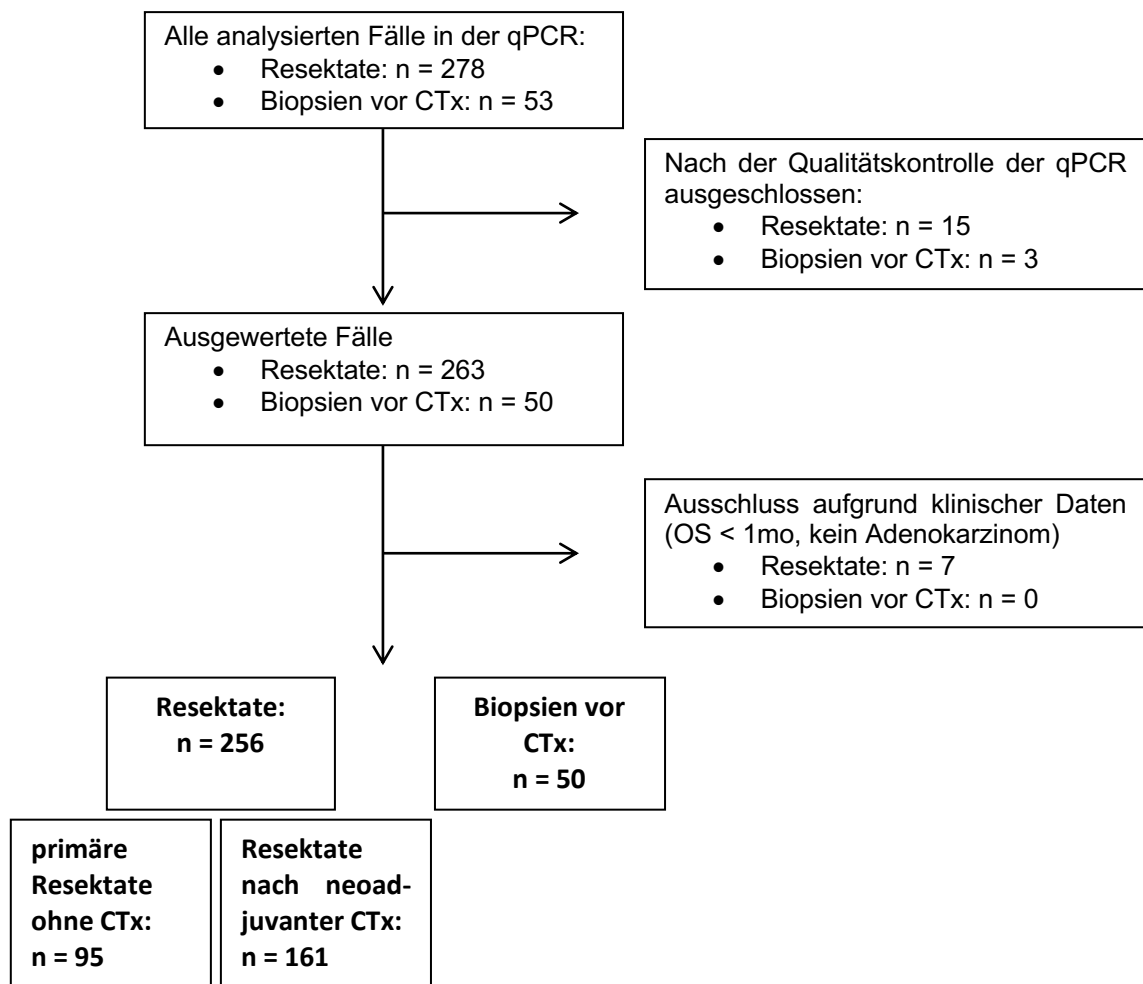 Alle analysierten Fälle in der qPCR:
• Resektate: n = 278
• Biopsien vor CTx: n = 53
Nach der Qualitätskontrolle der qPCR
ausgeschlossen:
• Resektate: n = 15
• Biopsien vor CTx: n = 3
Ausgewertete Fälle
• Resektate: n = 263
• Biopsien vor CTx: n = 50
Ausschluss aufgrund klinischer Daten
(OS < 1mo, kein Adenokarzinom)
• Resektate: n = 7
• Biopsien vor CTx: n = 0
Resektate:
n = 256
Biopsien vor
CTx:
n = 50
primäre
Resektate
ohne CTx:
n = 95
Resektate
nach neoad-
juvanter CTx:
n = 161